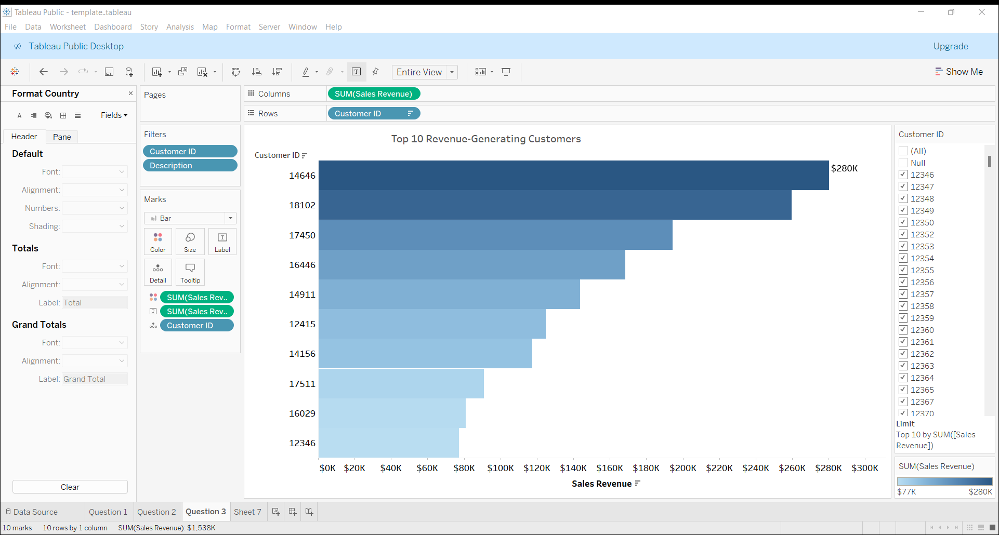 Tableau Public - template..tableau
File Data Worksheet Dashboard Story Analysis Map Format Server Window Help
Tableau Public Desktop Upgrade
Entire View Show Me
Format Country
Fields
Header Pane
Default
Font:
Alignment:
Numbers:
Shading:
Totals
Font:
Alignment:
Label: Total
Grand Totals
Font:
Alignment:
Label: Grand Total
Clear
Pages
Filters
Customer ID
Description
Marks
Bar
Color Size Label
Detail Tooltip
SUM(Sales Rev..
SUM(Sales Rev..
Customer ID
Columns SUM(Sales Revenue)
Rows Customer ID
Top 10 Revenue-Generating Customers
Customer ID
14646 $280K
18102
17450
16446
14911
12415
14156
17511
16029
12346
$0K $20K $40K $60K $80K $100K $120K $140K $160K $180K $200K $220K $240K $260K $280K $300K
Sales Revenue
Customer ID
(All)
Null
12346
12347
12348
12349
12350
12352
12353
12354
12355
12356
12357
12358
12359
12360
12361
12362
12363
12364
12365
12367
12370
Limit
Top 10 by SUM([Sales
Revenue])
SUM(Sales Revenue)
$77K $280K
Data Source Question 1 Question 2 Question 3 Sheet 7
10 marks 10 rows by 1 column SUM(Sales Revenue): $1,538K